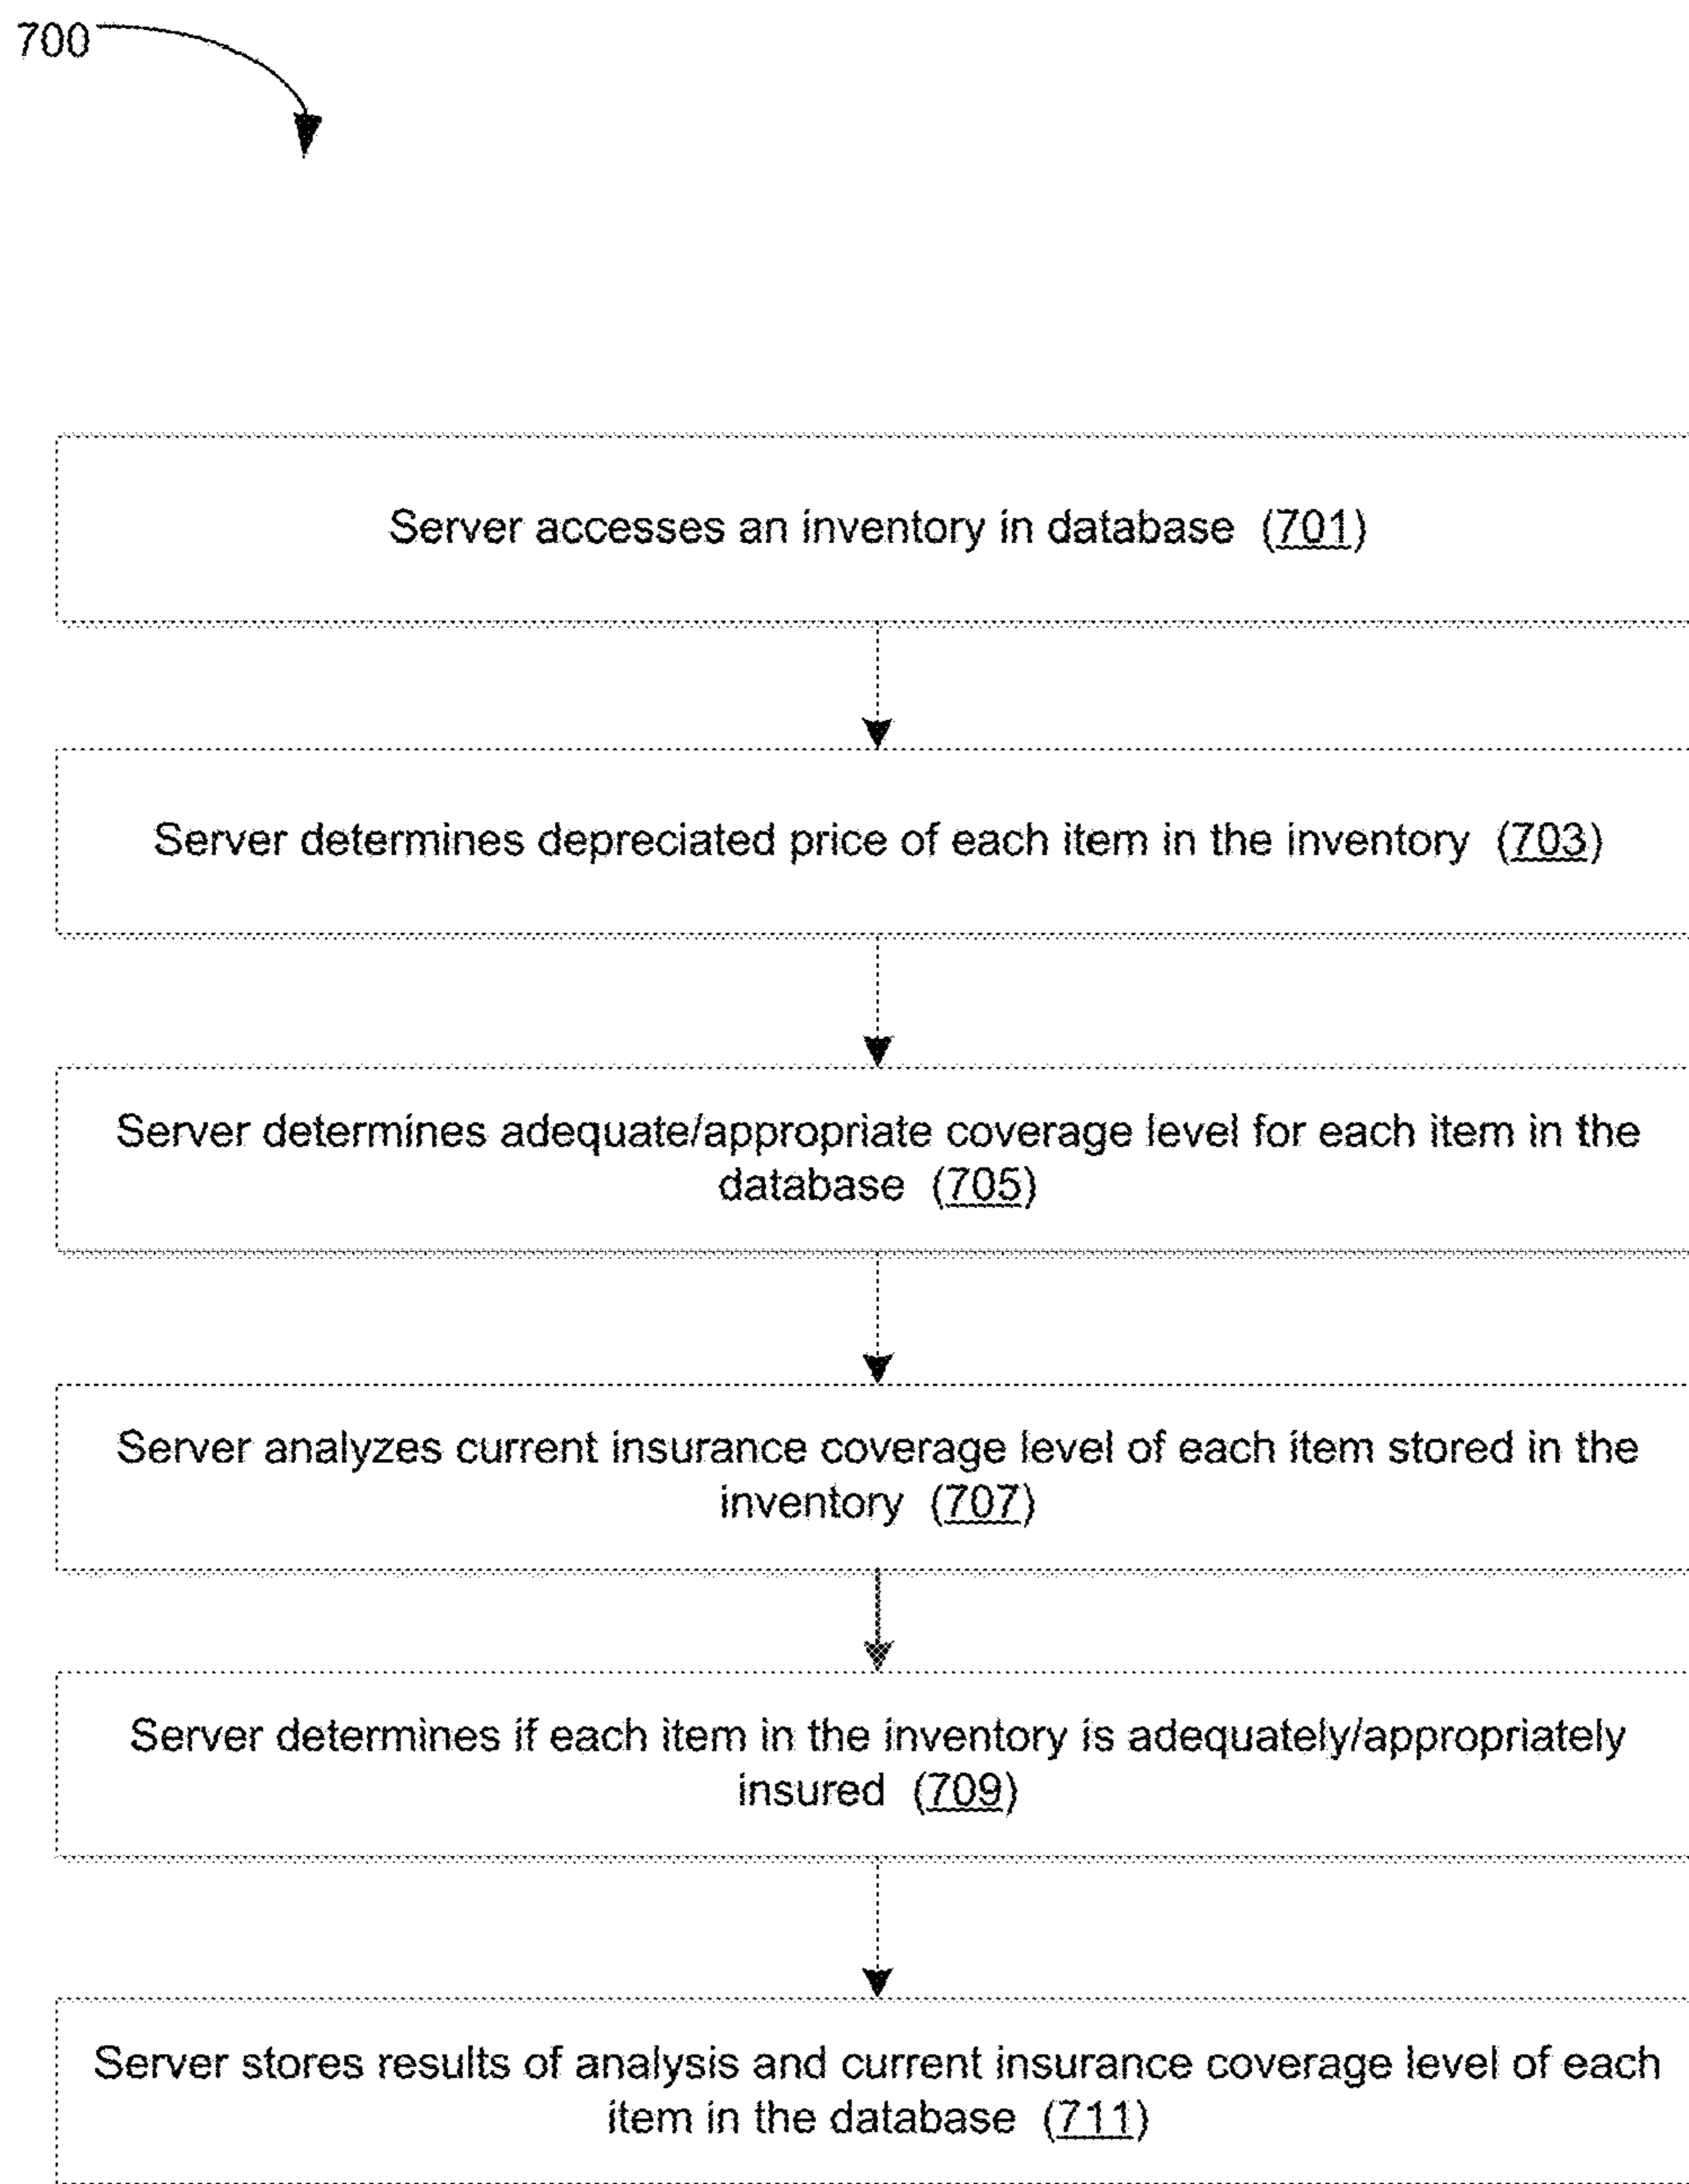 700
Server accesses an inventory in database (701)
Server determines depreciated price of each item in the inventory (703)
Server determines adequate/appropriate coverage level for each item in the
database (705)
Server analyzes current insurance coverage level of each item stored in the
inventory (707)
Server determines if each item in the inventory is adequately/appropriately
insured (709)
Server stores results of analysis and current insurance coverage level of each
item in the database (711)